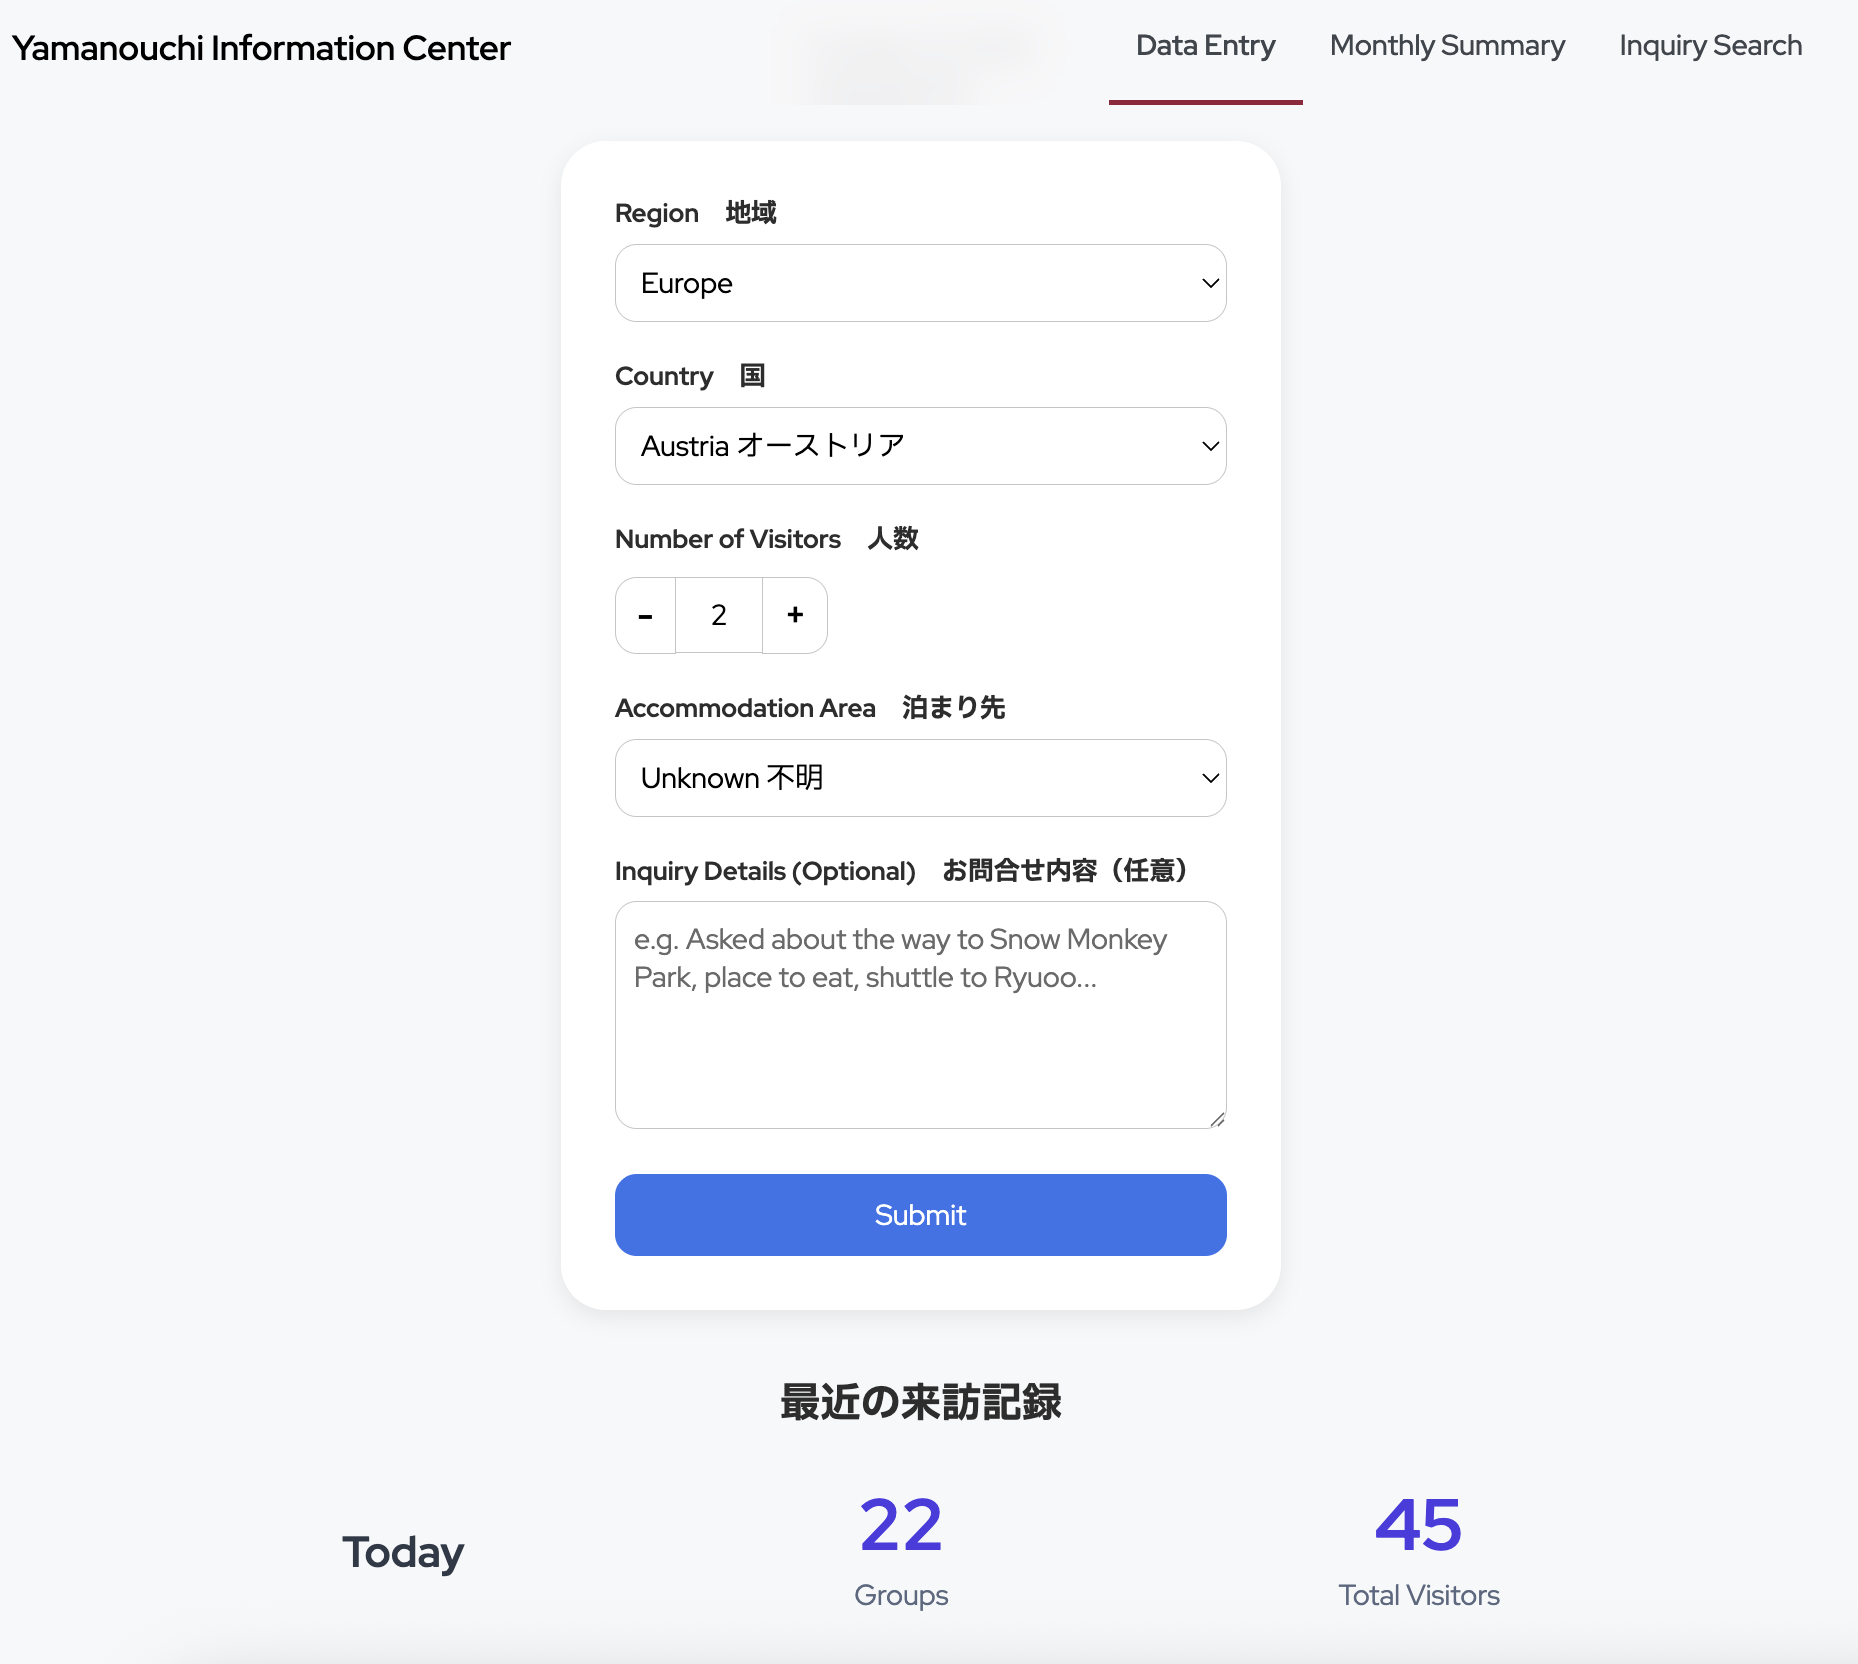 Yamanouchi Information Center
Data Entry
Monthly Summary
Inquiry Search
Region 地域
Europe
Country 国
Austria オーストリア
Number of Visitors 人数
- 2 +
Accommodation Area 泊まり先
Unknown 不明
Inquiry Details (Optional) お問合せ内容（任意）
e.g. Asked about the way to Snow Monkey
Park, place to eat, shuttle to Ryuoo...
Submit
最近の来訪記録
Today
22
Groups
45
Total Visitors